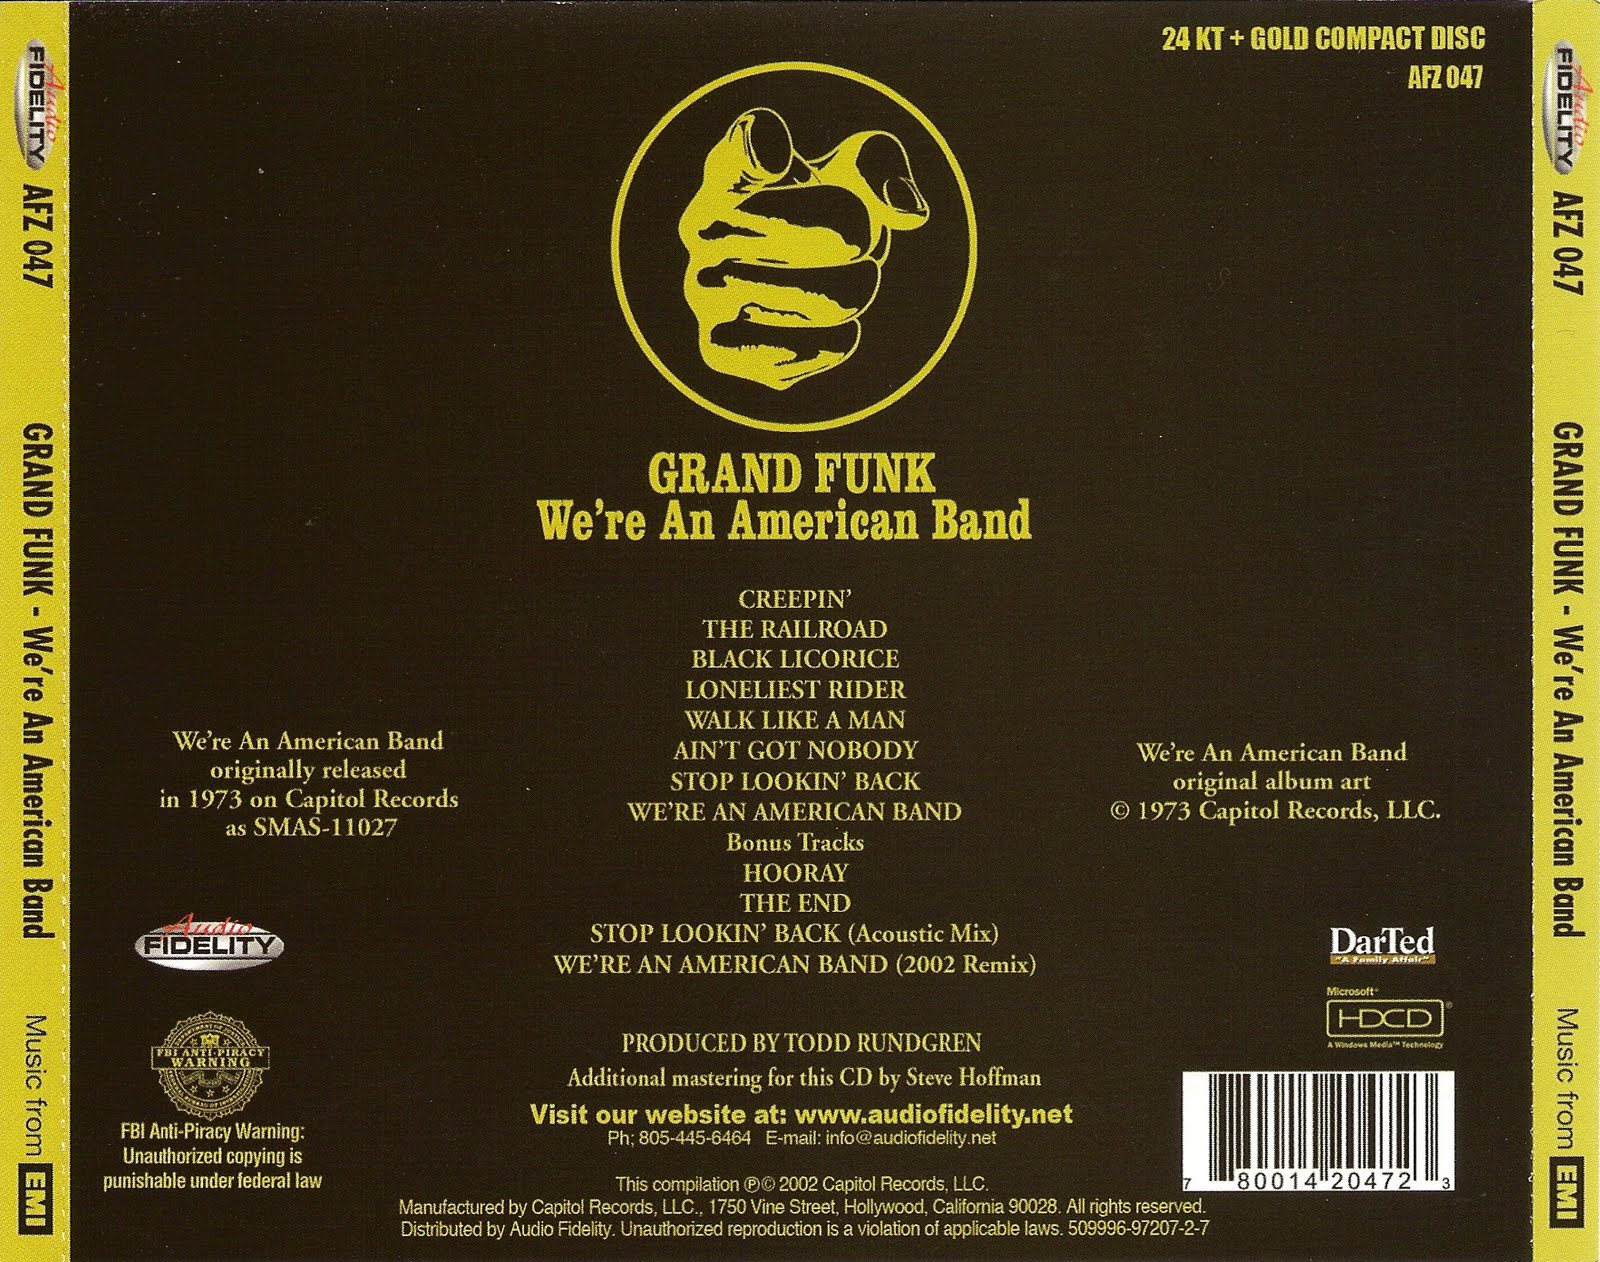 Audio
FIDELITY
AFZ 047
GRAND FUNK - We're An American Band
Music from
EMI
24 KT + GOLD COMPACT DISC
AFZ 047
GRAND FUNK
We're An American Band
CREEPIN'
THE RAILROAD
BLACK LICORICE
LONELIEST RIDER
WALK LIKE A MAN
AIN'T GOT NOBODY
STOP LOOKIN' BACK
WE'RE AN AMERICAN BAND
Bonus Tracks
HOORAY
THE END
STOP LOOKIN' BACK (Acoustic Mix)
WE'RE AN AMERICAN BAND (2002 Remix)
We're An American Band
originally released
in 1973 on Capitol Records
as SMAS-11027
We're An American Band
original album art
© 1973 Capitol Records, LLC.
Audio
FIDELITY
FBI ANTI-PIRACY
WARNING
FBI Anti-Piracy Warning:
Unauthorized copying is
punishable under federal law
PRODUCED BY TODD RUNDGREN
Additional mastering for this CD by Steve Hoffman
Visit our website at: www.audiofidelity.net
Ph; 805-445-6464 E-mail: info@audiofidelity.net
This compilation ℗© 2002 Capitol Records, LLC.
Manufactured by Capitol Records, LLC., 1750 Vine Street, Hollywood, California 90028. All rights reserved.
Distributed by Audio Fidelity. Unauthorized reproduction is a violation of applicable laws. 509996-97207-2-7
DarTed
"A Family Affair"
Microsoft®
HDCD®
A Windows Media™ Technology
7 80014 20472 3
Audio
FIDELITY
AFZ 047
GRAND FUNK - We're An American Band
Music from
EMI